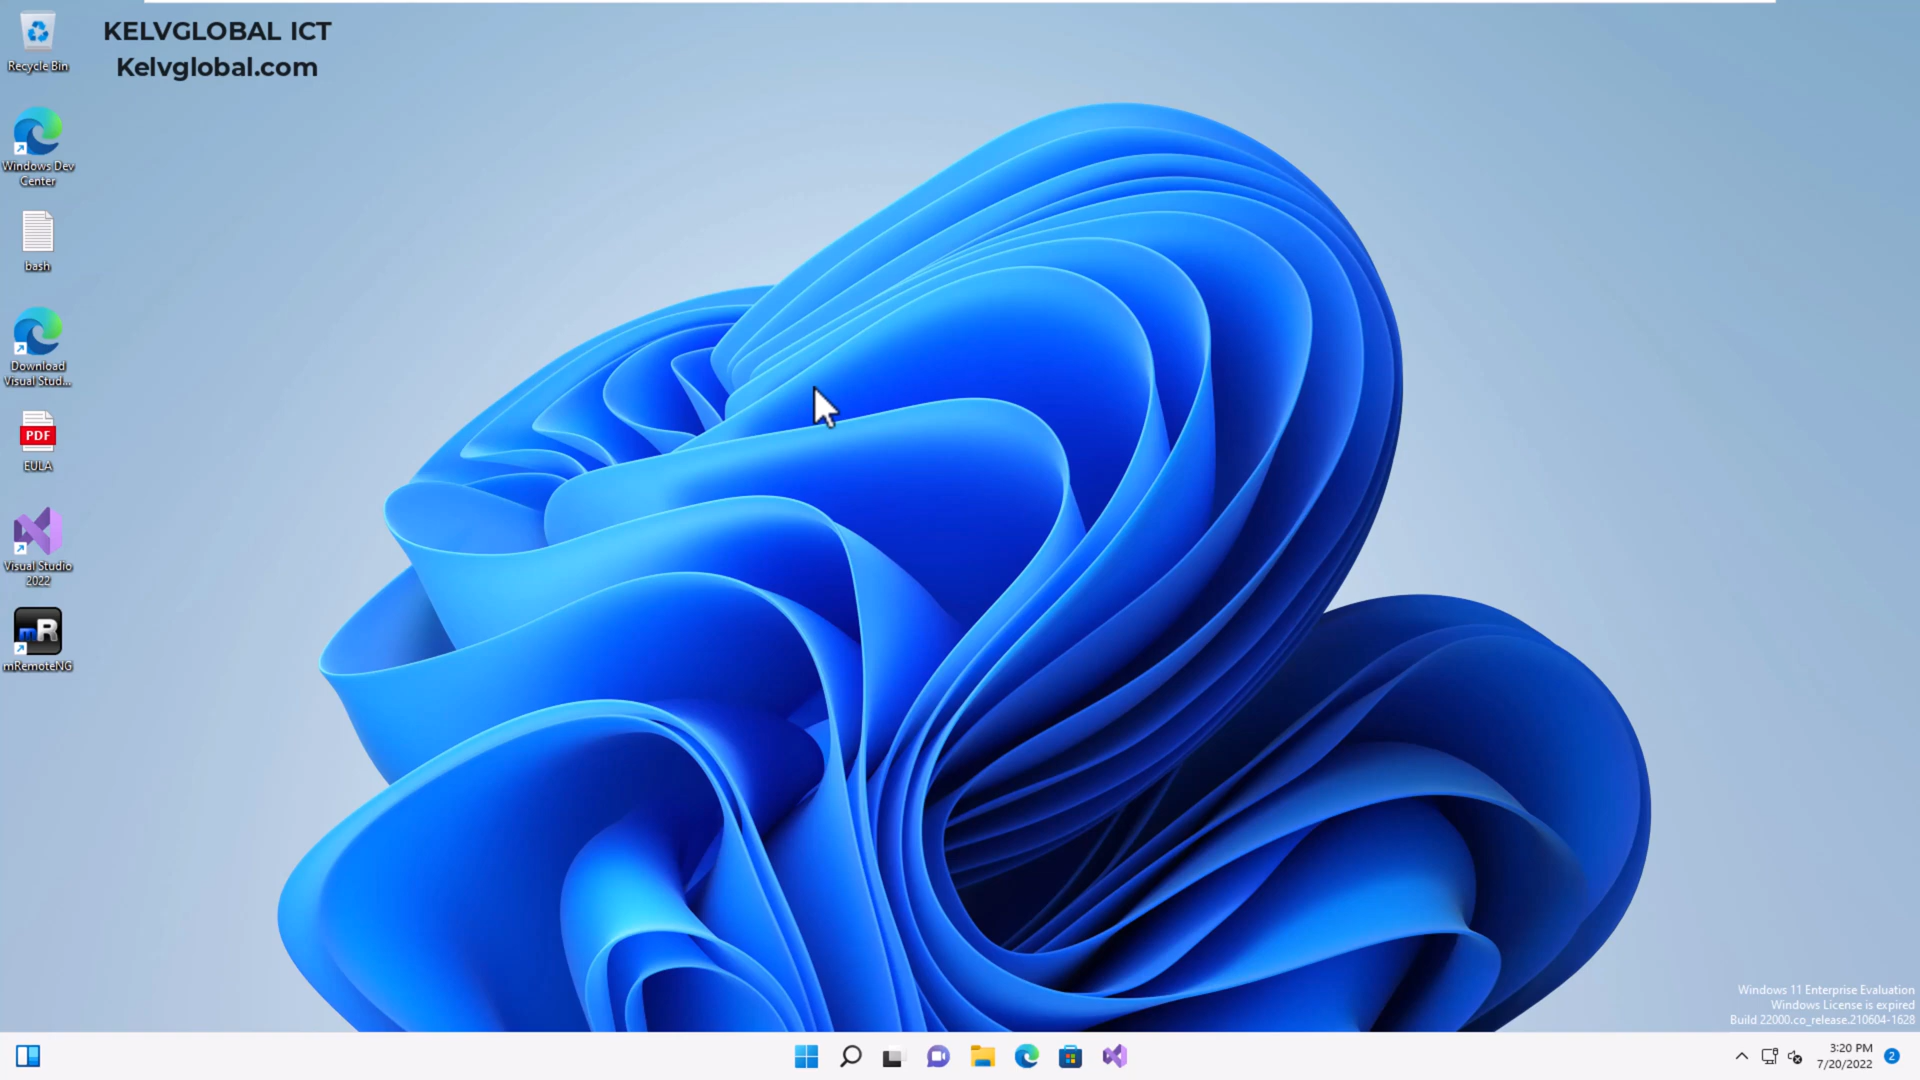 KELVGLOBAL ICT
Kelvglobal.com
Recycle Bin
Windows Dev
Center
bash
Download
Visual Stud...
PDF
EULA
Visual Studio
2022
mR
mRemoteNG
Windows 11 Enterprise Evaluation
Windows License is expired
Build 22000.co_release.210604-1628
3:20 PM
7/20/2022
2